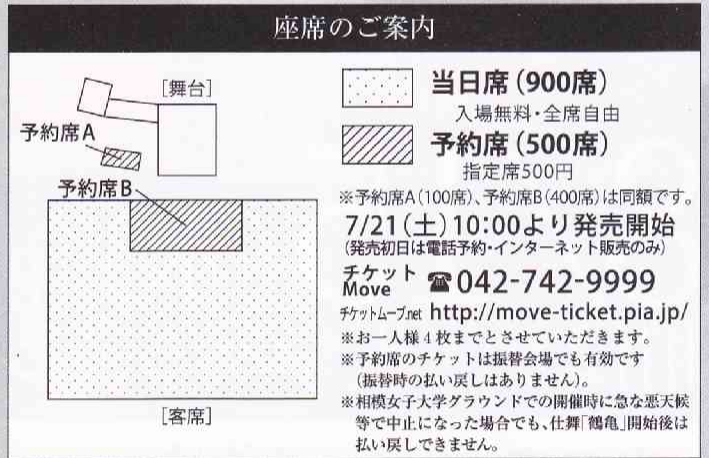 座席のご案内
[舞台]
予約席A
予約席B
[客席]
当日席（900席）
入場無料・全席自由
予約席（500席）
指定席500円
※予約席A（100席）、予約席B（400席）は同額です。
7/21（土）10：00より発売開始
（発売初日は電話予約・インターネット販売のみ）
チケット
Move ☎042-742-9999
チケットムーブ.net http://move-ticket.pia.jp/
※お一人様４枚までとさせていただきます。
※予約席のチケットは振替会場でも有効です
（振替時の払い戻しはありません）。
※相模女子大学グラウンドでの開催時に急な悪天候
等で中止になった場合でも、仕舞「鶴亀」開始後は
払い戻しできません。